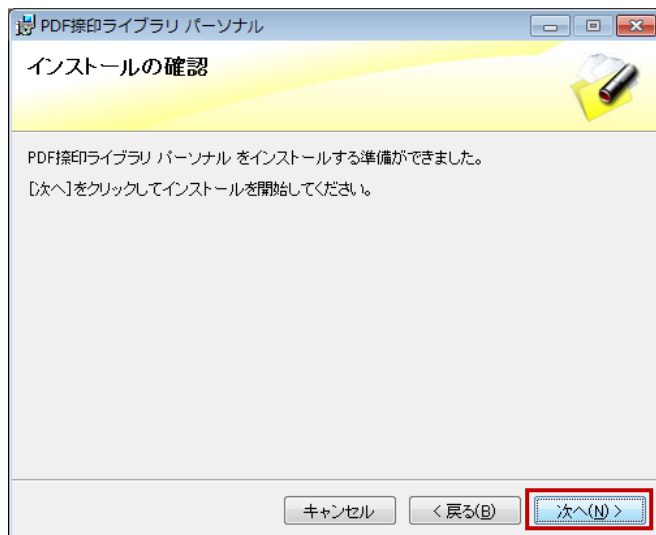 PDF捺印ライブラリ パーソナル
インストールの確認
PDF捺印ライブラリ パーソナル をインストールする準備ができました。
[次へ]をクリックしてインストールを開始してください。
キャンセル
< 戻る(B)
次へ(N) >